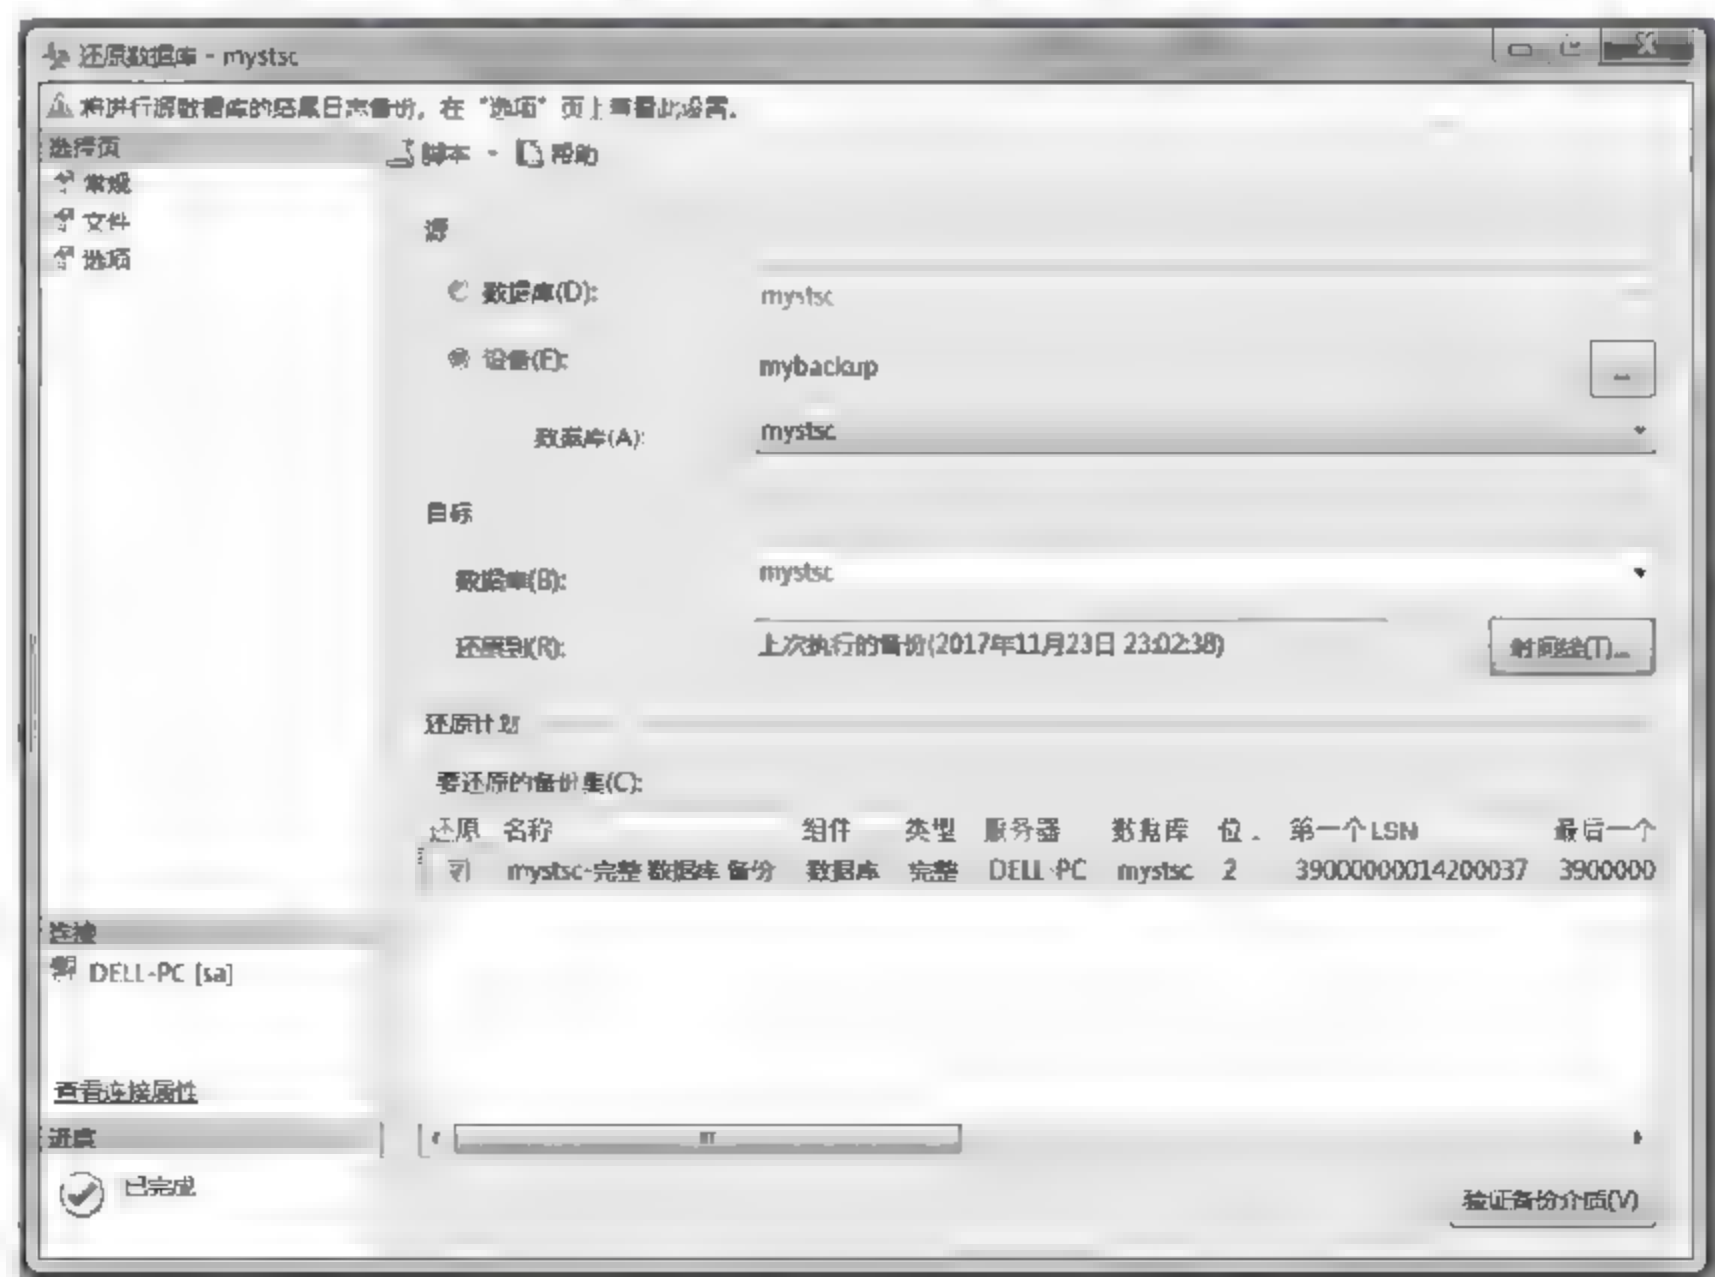 还原数据库 - mystsc
将进行源数据库的结尾日志备份。在“选项”页上查看此设置。
选择页
常规
文件
选项
脚本 帮助
源
数据库(D): mystsc
设备(E): mybackup
数据库(A): mystsc
目标
数据库(B): mystsc
还原到(R): 上次执行的备份(2017年11月23日 23:02:38) 时间线(T)...
还原计划
要还原的备份集(C):
还原 名称 组件 类型 服务器 数据库 位... 第一个 LSN 最后一个
mystsc-完整 数据库 备份 数据库 完整 DELL-PC mystsc 2 39000000014200037 3900000
连接
DELL-PC [sa]
查看连接属性
进度
已完成
验证备份介质(V)